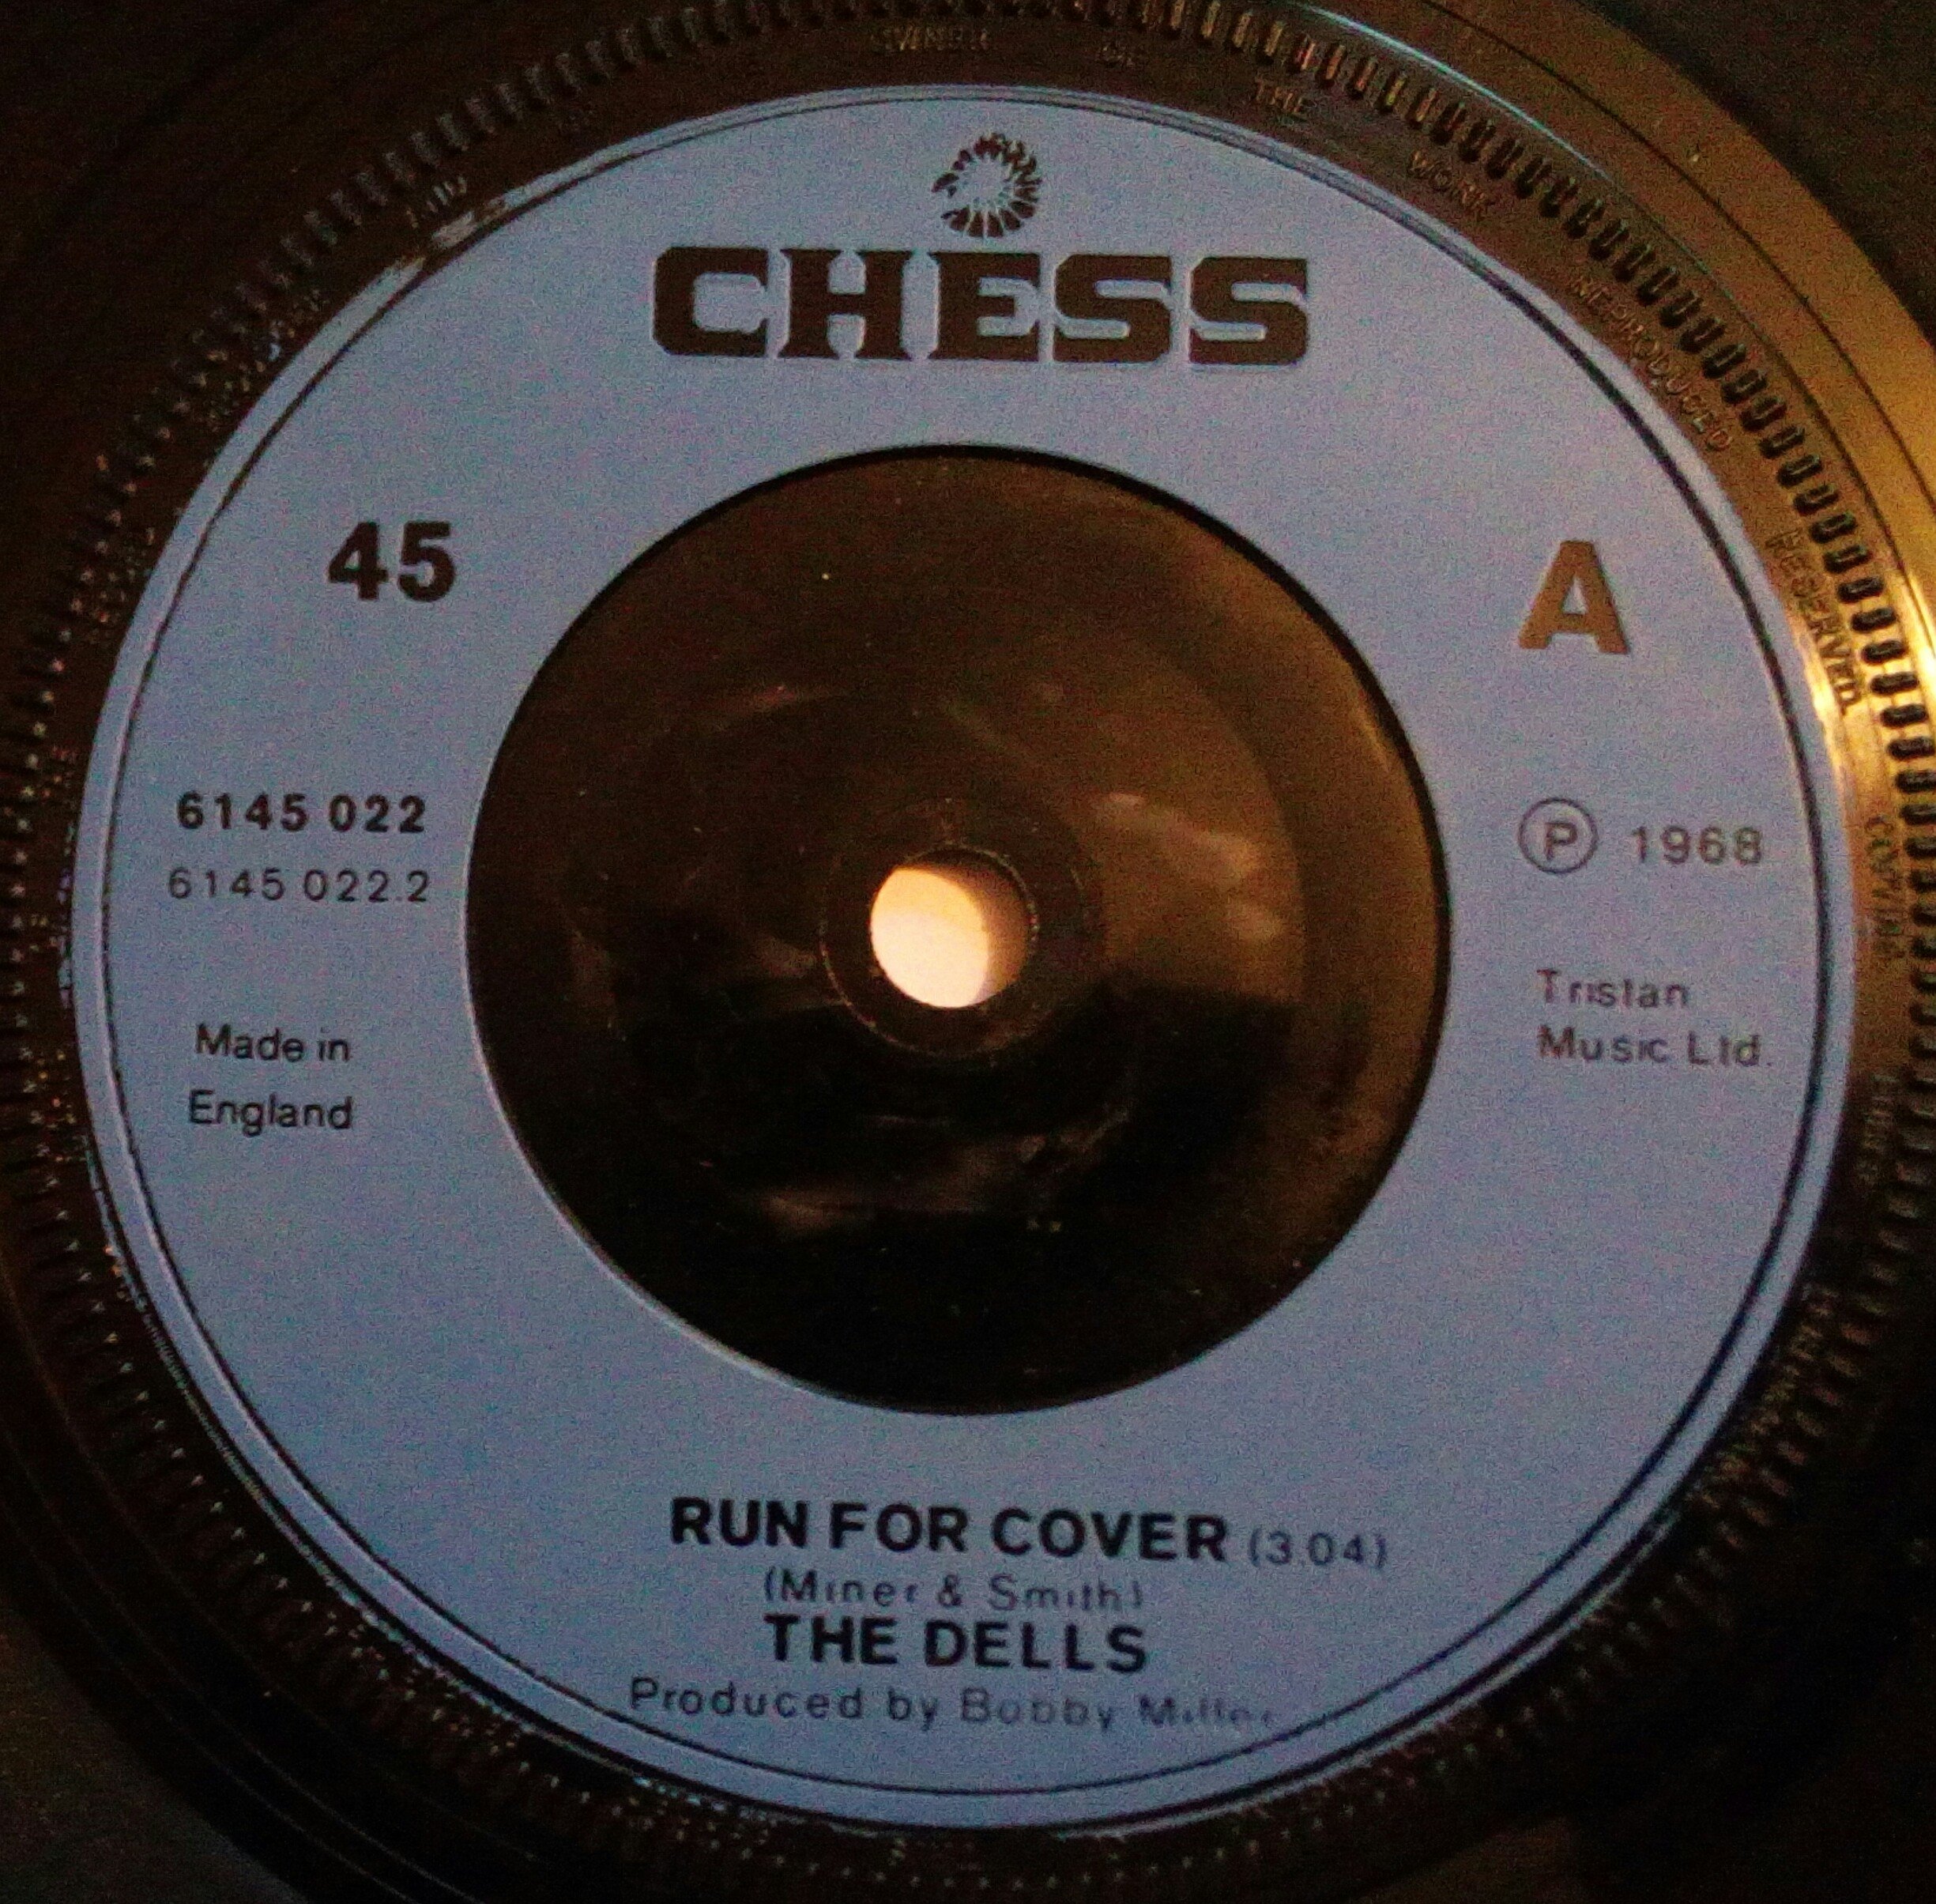 OF
THE
WORK
REPRODUCED
RESERVED
CHESS
45
A
6145 022
6145 022.2
Ⓟ 1968
Made in
England
Tristan
Music Ltd.
RUN FOR COVER (3.04)
(Miner & Smith)
THE DELLS
Produced by Bobby Miller